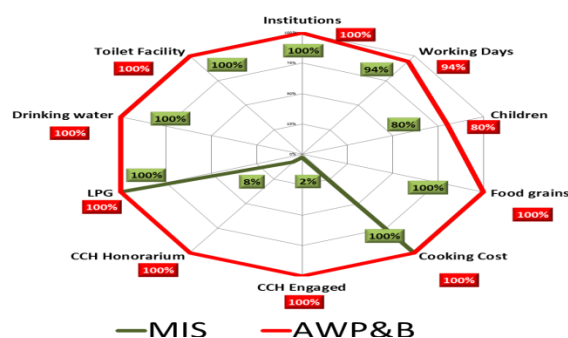 Institutions
100%
100%
Toilet Facility
100%
100%
Working Days
94%
94%
Drinking water
100%
100%
Children
80%
80%
LPG
100%
100%
Food grains
100%
100%
8%
2%
CCH Honorarium
100%
Cooking Cost
100%
100%
CCH Engaged
100%
MIS
AWP&B